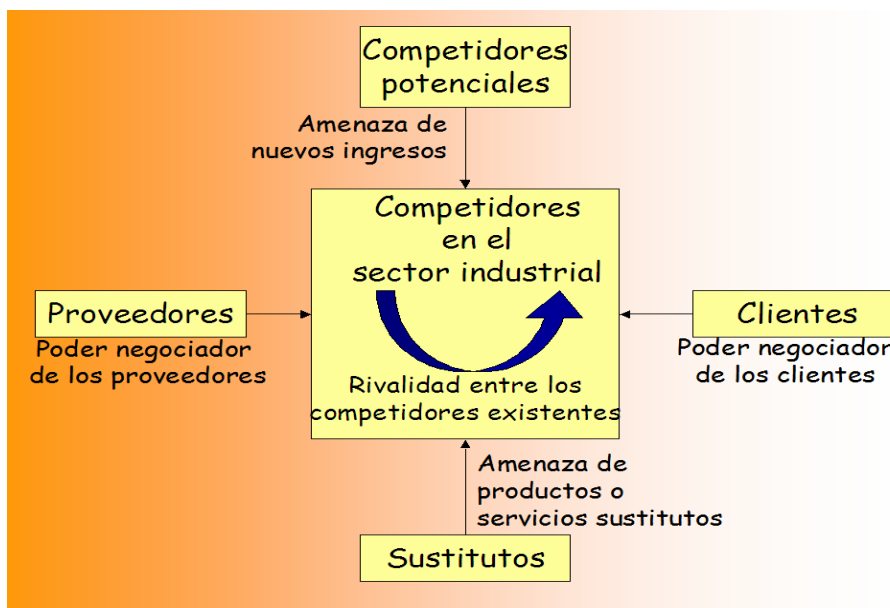 Competidores
potenciales
Amenaza de
nuevos ingresos
Competidores
en el
sector industrial
Proveedores
Poder negociador
de los proveedores
Clientes
Poder negociador
de los clientes
Rivalidad entre los
competidores existentes
Amenaza de
productos o
servicios sustitutos
Sustitutos